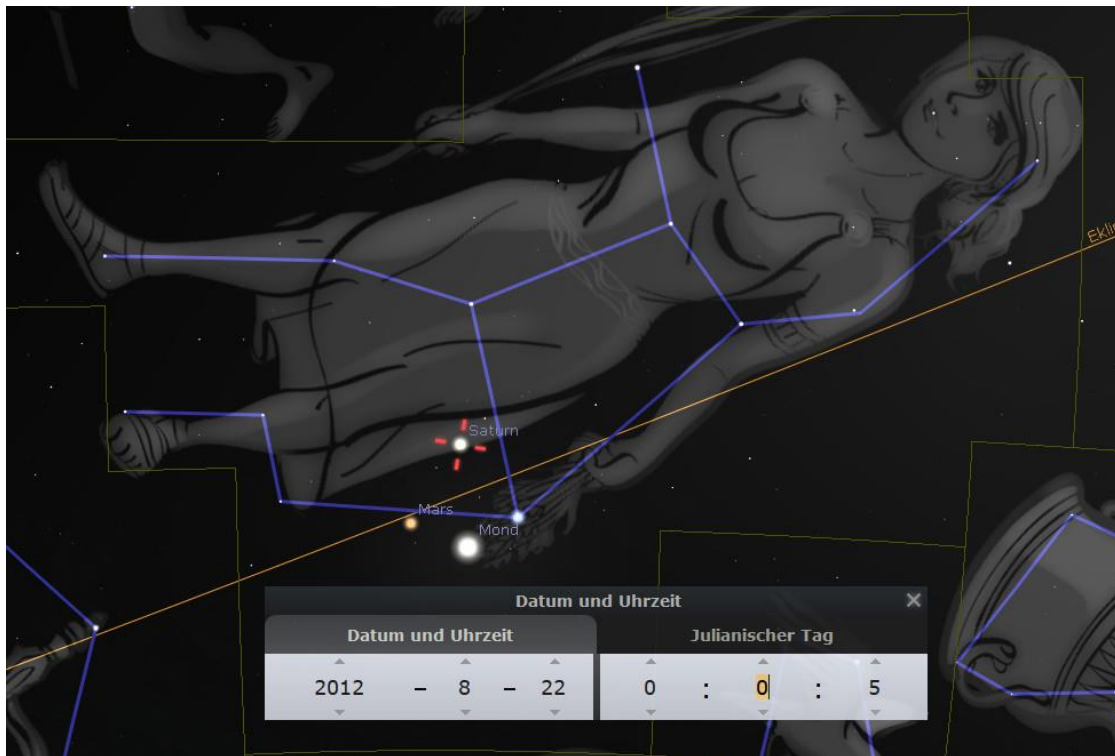 Eklip
Saturn
Mars
Mond
Datum und Uhrzeit ×
Datum und Uhrzeit Julianischer Tag
2012 – 8 – 22 0 : 0 : 5